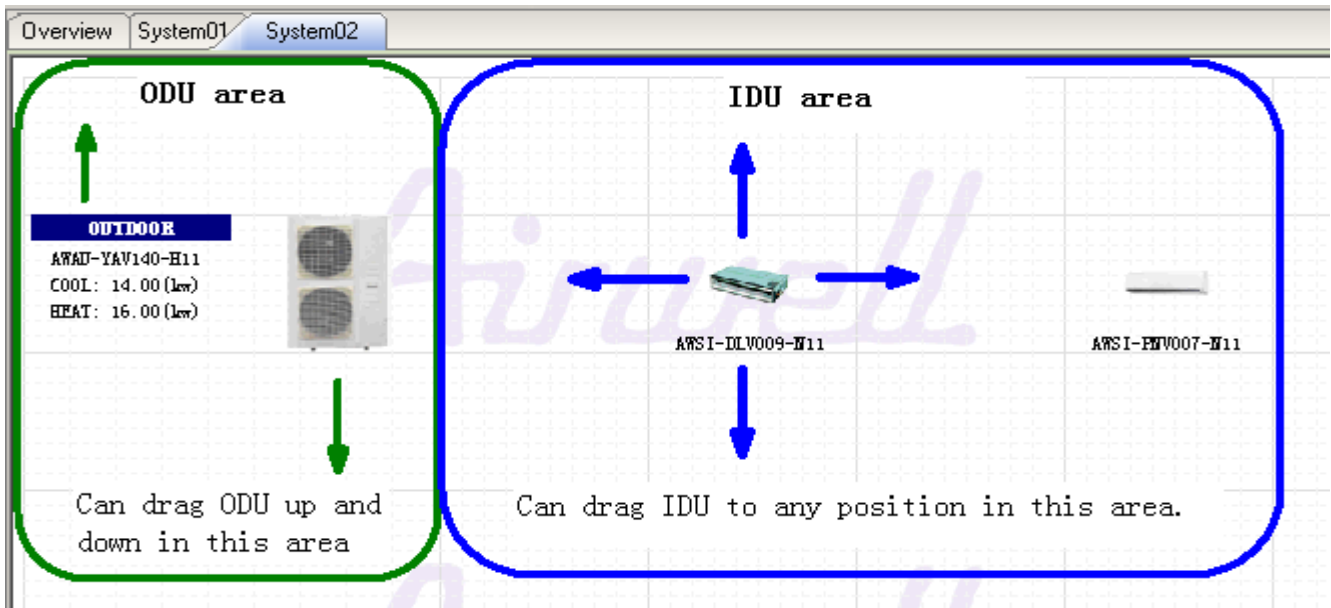 Overview System01 System02
ODU area
IDU area
OUTDOOR
AWAU-YAV140-H11
COOL: 14.00(kw)
HEAT: 16.00(kw)
AWSI-DLV009-N11
AWSI-PNV007-N11
Can drag ODU up and
down in this area
Can drag IDU to any position in this area.
Airwell